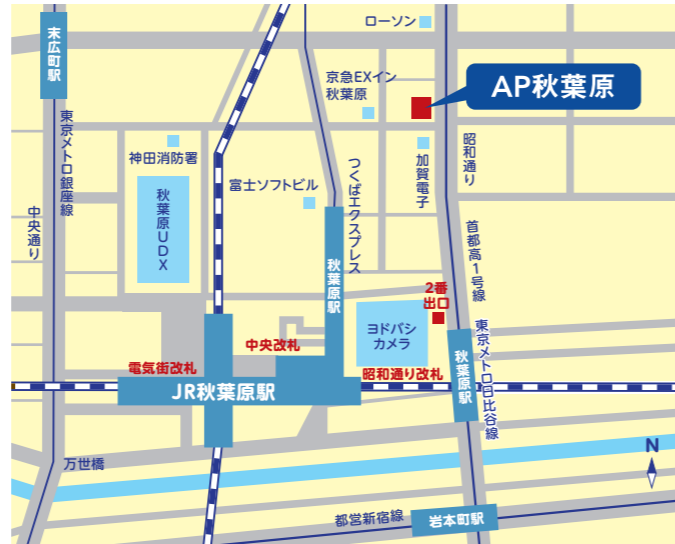 ローソン
末広町駅
京急EXイン
秋葉原
AP秋葉原
東京メトロ銀座線
中央通り
神田消防署
秋葉原UDX
富士ソフトビル
つくばエクスプレス
加賀電子
昭和通り
首都高1号線
秋葉原駅
2番
出口
ヨドバシ
カメラ
中央改札
電気街改札
昭和通り改札
JR秋葉原駅
秋葉原駅
東京メトロ日比谷線
万世橋
N
都営新宿線
岩本町駅